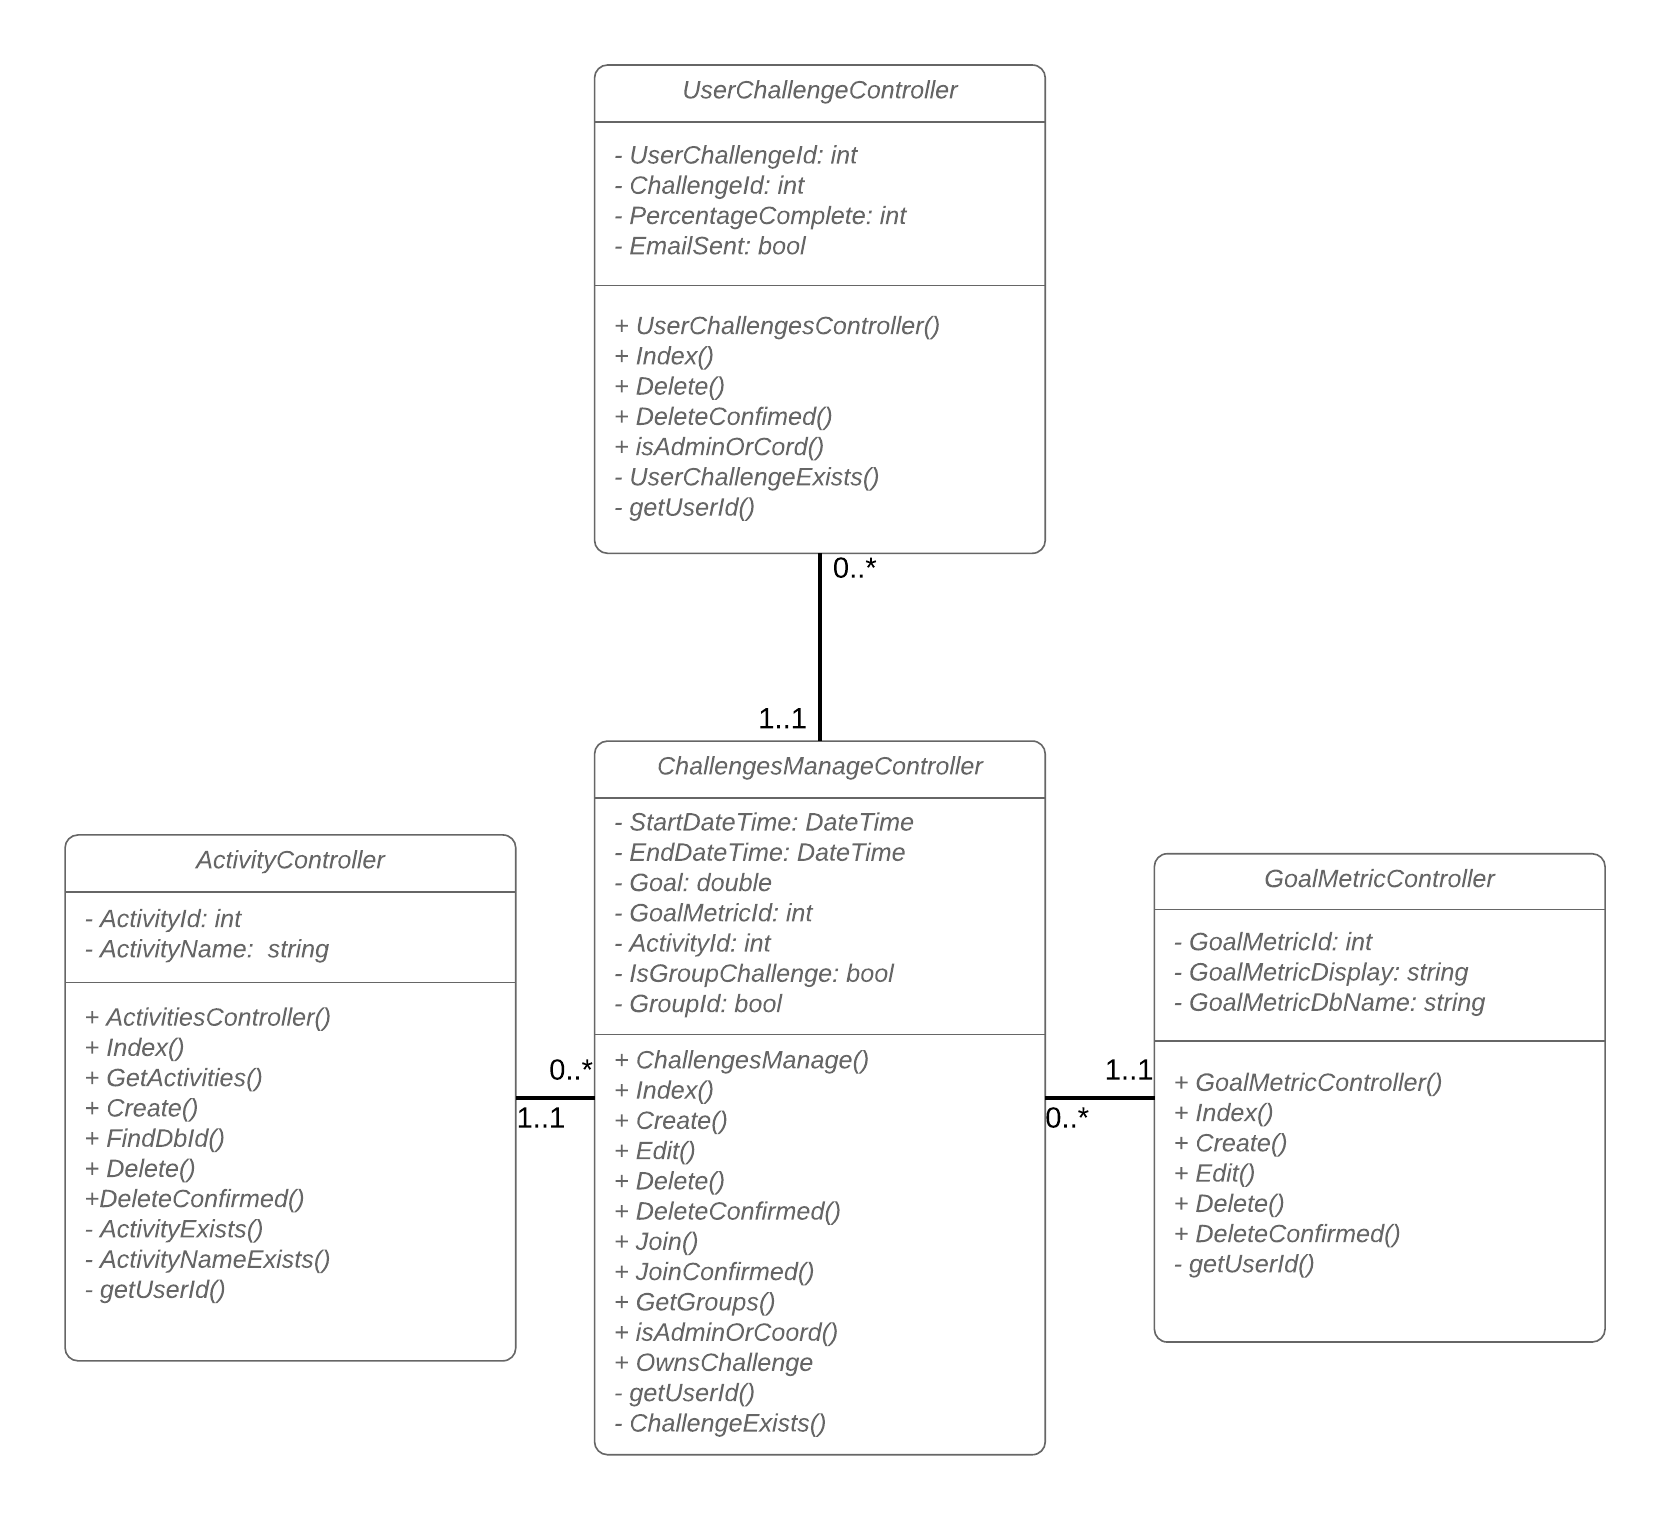 UserChallengeController
- UserChallengeId: int
- ChallengeId: int
- PercentageComplete: int
- EmailSent: bool
+ UserChallengesController()
+ Index()
+ Delete()
+ DeleteConfimed()
+ isAdminOrCord()
- UserChallengeExists()
- getUserId()
0..*
1..1
ChallengesManageController
- StartDateTime: DateTime
- EndDateTime: DateTime
- Goal: double
- GoalMetricId: int
- ActivityId: int
- IsGroupChallenge: bool
- GroupId: bool
+ ChallengesManage()
+ Index()
+ Create()
+ Edit()
+ Delete()
+ DeleteConfirmed()
+ Join()
+ JoinConfirmed()
+ GetGroups()
+ isAdminOrCoord()
+ OwnsChallenge
- getUserId()
- ChallengeExists()
ActivityController
- ActivityId: int
- ActivityName:  string
+ ActivitiesController()
+ Index()
+ GetActivities()
+ Create()
+ FindDbId()
+ Delete()
+DeleteConfirmed()
- ActivityExists()
- ActivityNameExists()
- getUserId()
0..*
1..1
1..1
0..*
GoalMetricController
- GoalMetricId: int
- GoalMetricDisplay: string
- GoalMetricDbName: string
+ GoalMetricController()
+ Index()
+ Create()
+ Edit()
+ Delete()
+ DeleteConfirmed()
- getUserId()